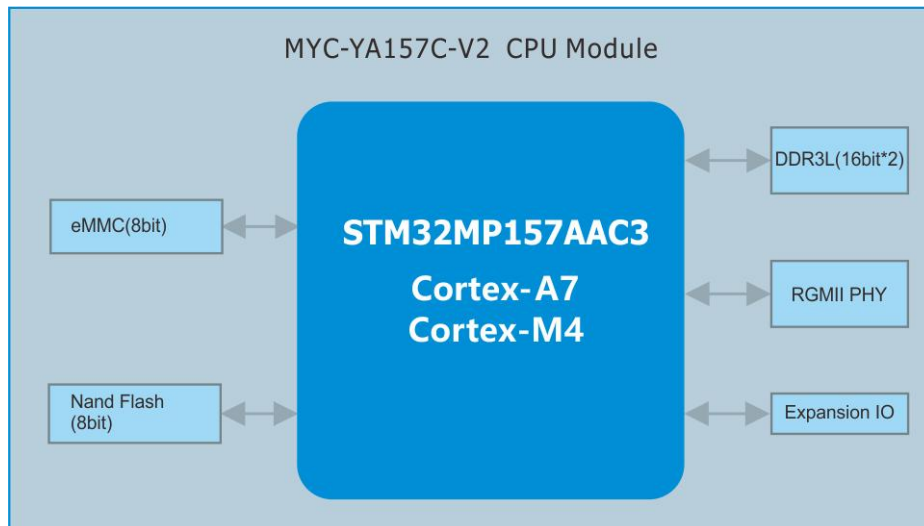 MYC-YA157C-V2 CPU Module
eMMC(8bit)
Nand Flash
(8bit)
STM32MP157AAC3
Cortex-A7
Cortex-M4
DDR3L(16bit*2)
RGMII PHY
Expansion IO